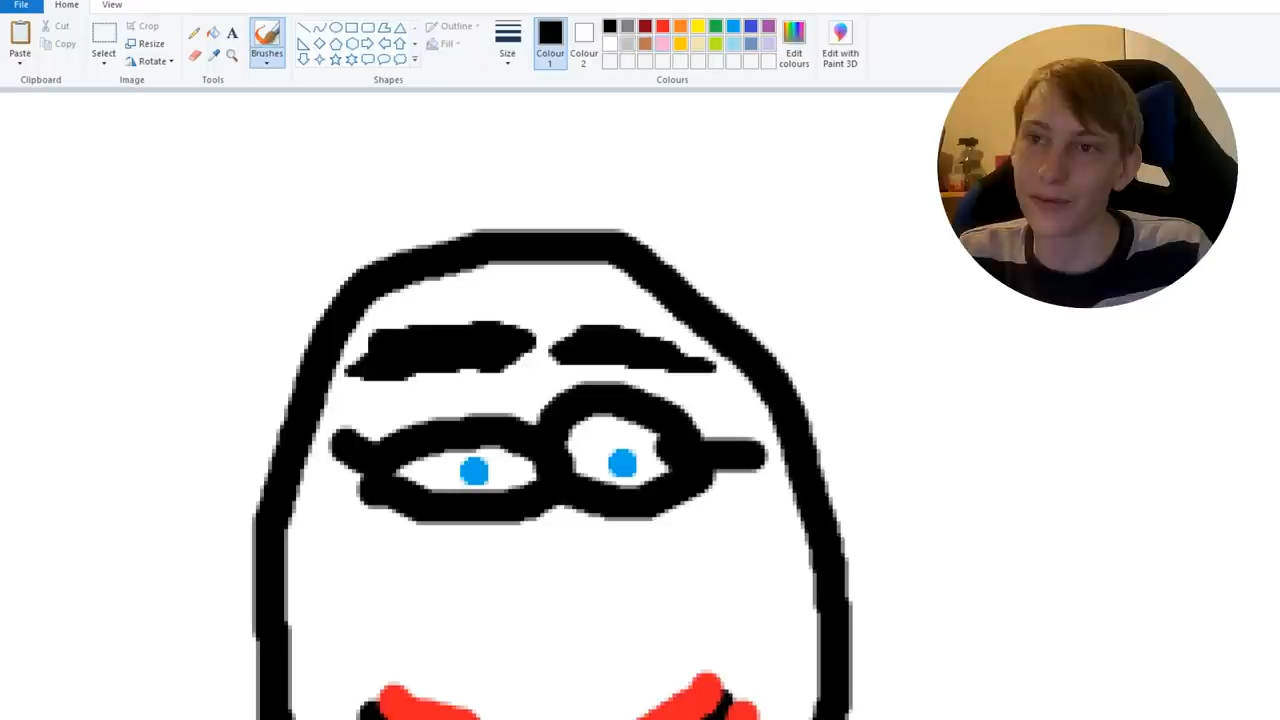 File Home View
Paste
Cut
Copy
Clipboard
Select
Crop
Resize
Rotate
Image
A
Tools
Brushes
Outline
Fill
Shapes
Size
Colour
1
Colour
2
Edit
colours
Colours
Edit with
Paint 3D